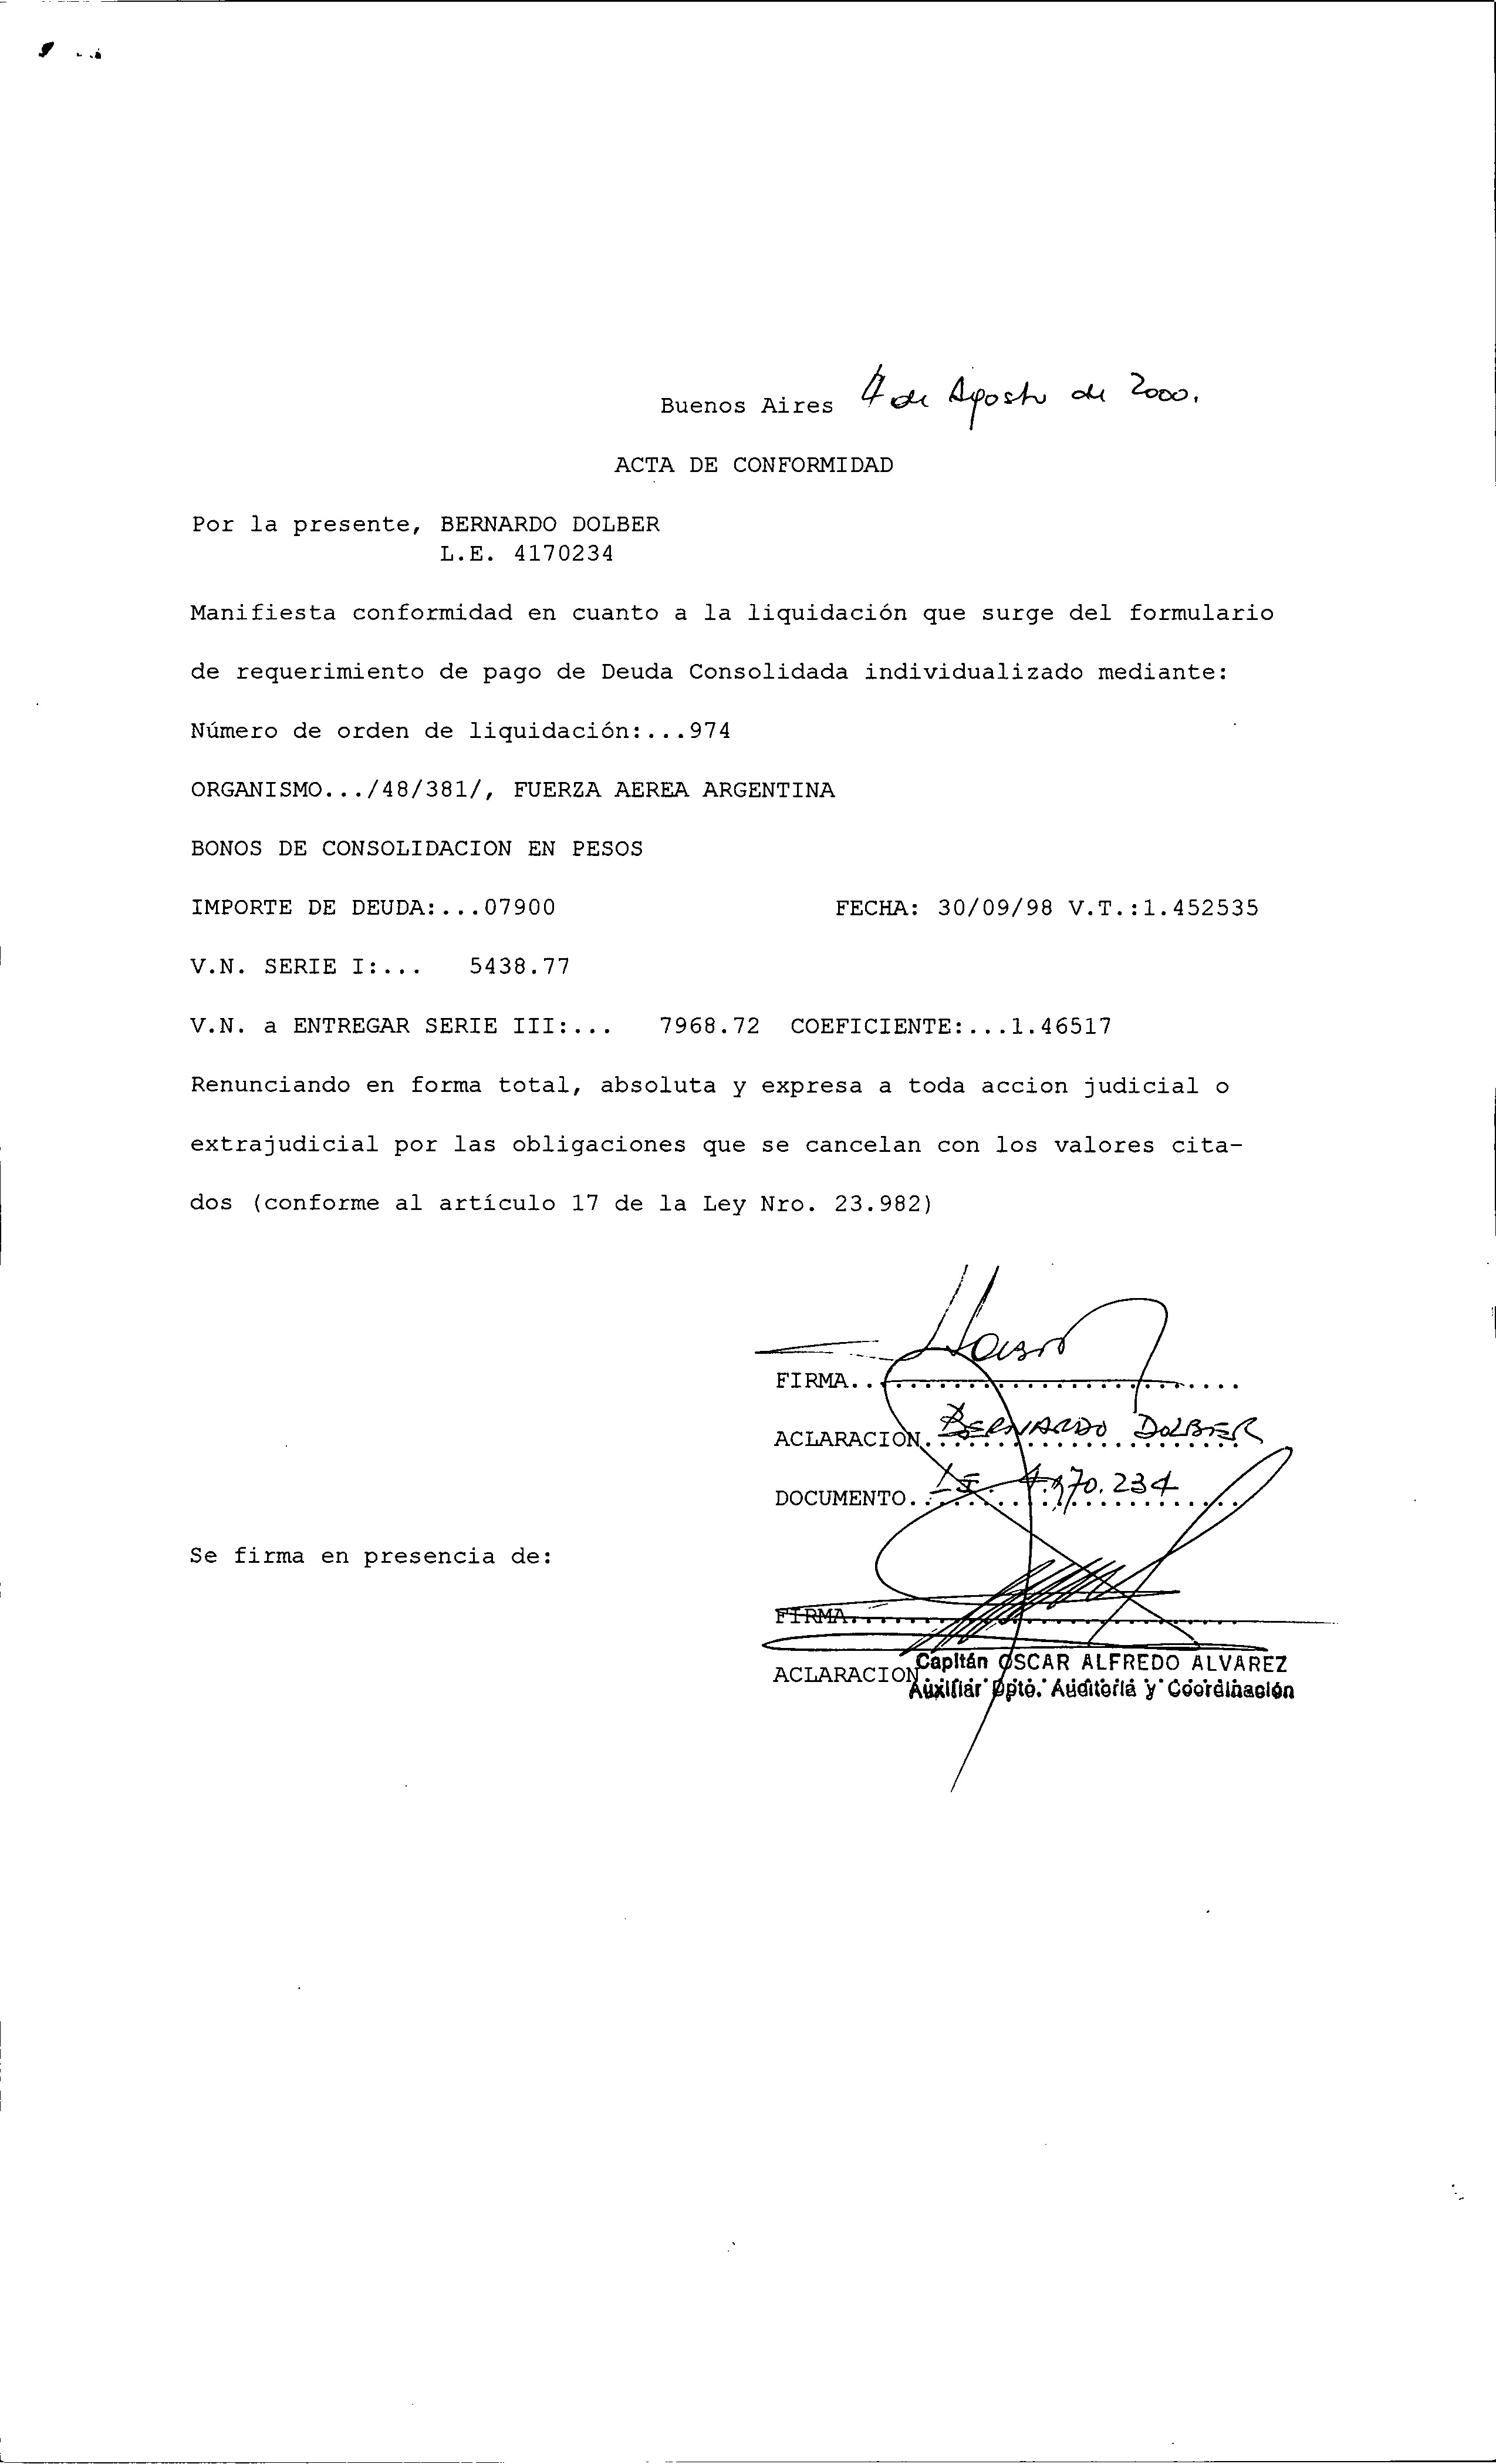 Buenos Aires 4 de Agosto de 2000.
ACTA DE CONFORMIDAD
Por la presente, BERNARDO DOLBER
L.E. 4170234
Manifiesta conformidad en cuanto a la liquidación que surge del formulario
de requerimiento de pago de Deuda Consolidada individualizado mediante:
Número de orden de liquidación:...974
ORGANISMO.../48/381/, FUERZA AEREA ARGENTINA
BONOS DE CONSOLIDACION EN PESOS
IMPORTE DE DEUDA:...07900 FECHA: 30/09/98 V.T.:1.452535
V.N. SERIE I:... 5438.77
V.N. a ENTREGAR SERIE III:... 7968.72 COEFICIENTE:...1.46517
Renunciando en forma total, absoluta y expresa a toda accion judicial o
extrajudicial por las obligaciones que se cancelan con los valores cita-
dos (conforme al artículo 17 de la Ley Nro. 23.982)
FIRMA..
ACLARACION. BERNARDO DOLBER
DOCUMENTO. LE. 4.170.234
Se firma en presencia de:
FIRMA.
ACLARACION Capitán OSCAR ALFREDO ALVAREZ
Auxiliar Dpto. Auditoría y Coordinación